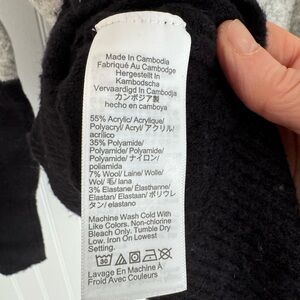 Made In Cambodia
Fabriqué Au Cambodge
Hergestellt In
Kambodscha
Vervaardigd In Cambodja
カンボジア製
hecho en camboya
55% Acrylic/ Acrylique/
Polyacryl/ Acryl/ アクリル/
acrílico
35% Polyamide/
Polyamide/ Polyamid/
Polyamide/ ナイロン/
poliamida
7% Wool/ Laine/ Wolle/
Wol/ 毛/ lana
3% Elastane/ Élasthanne/
Elastan/ Elastaan/ ポリウレ
タン/ elastano
Machine Wash Cold With
Like Colors. Non-chlorine
Bleach Only. Tumble Dry
Low. Iron On Lowest
Setting.
30
Lavage En Machine À
Froid Avec Couleurs